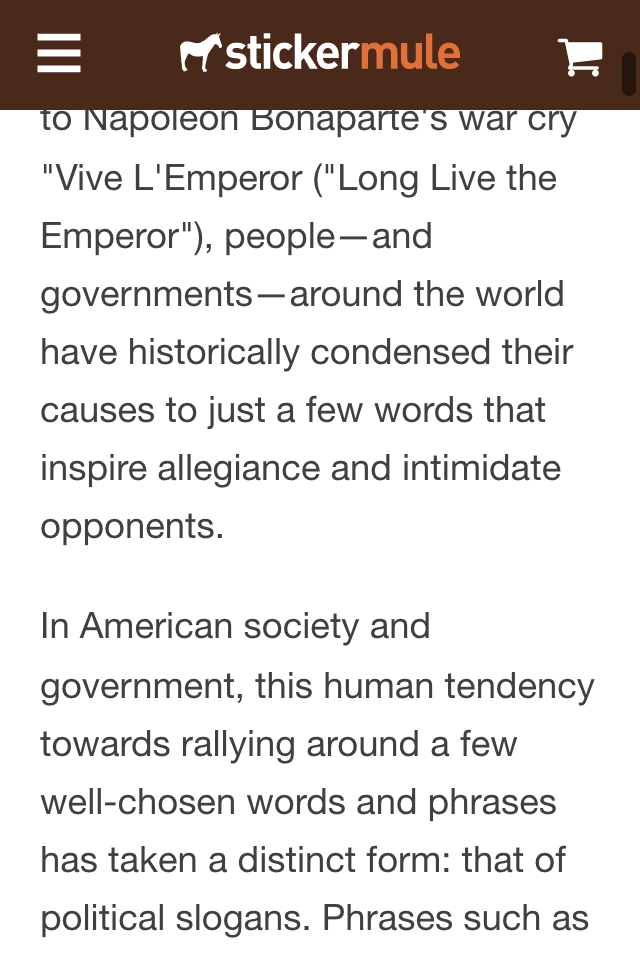 stickermule
to Napoleon Bonaparte's war cry
"Vive L'Emperor ("Long Live the
Emperor"), people—and
governments—around the world
have historically condensed their
causes to just a few words that
inspire allegiance and intimidate
opponents.
In American society and
government, this human tendency
towards rallying around a few
well-chosen words and phrases
has taken a distinct form: that of
political slogans. Phrases such as